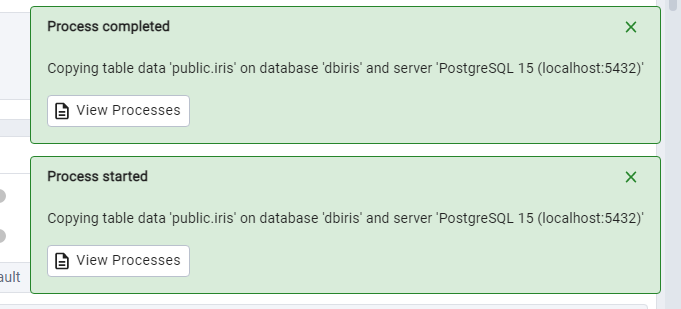 Process completed
Copying table data 'public.iris' on database 'dbiris' and server 'PostgreSQL 15 (localhost:5432)'
View Processes
Process started
Copying table data 'public.iris' on database 'dbiris' and server 'PostgreSQL 15 (localhost:5432)'
View Processes
ault